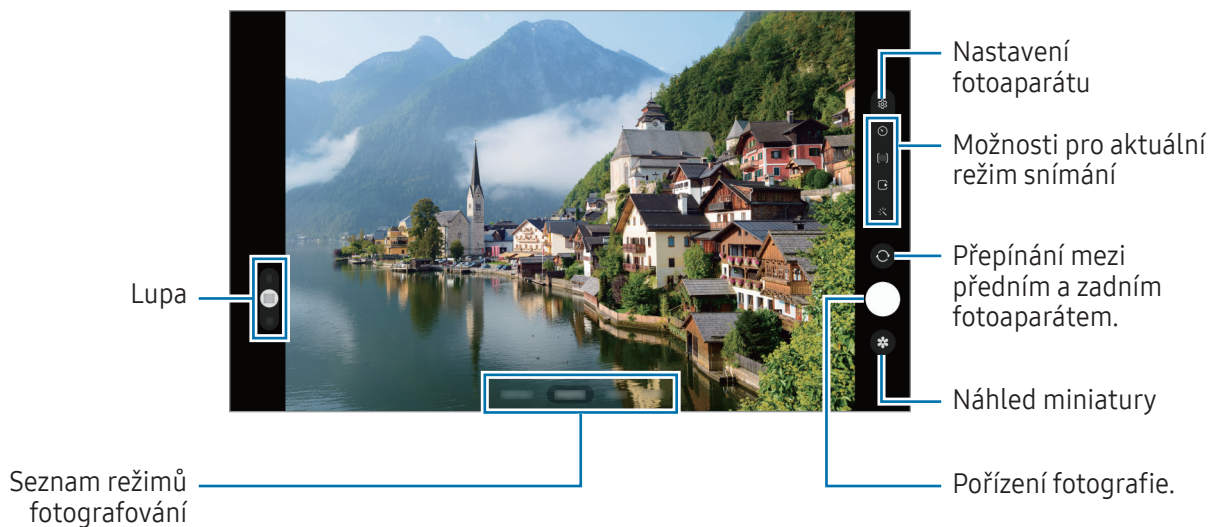 Nastavení
fotoaparátu
Možnosti pro aktuální
režim snímání
Přepínání mezi
předním a zadním
fotoaparátem.
Lupa
Náhled miniatury
Seznam režimů
fotografování
Pořízení fotografie.